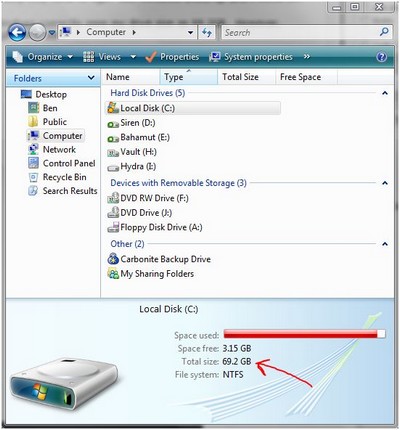 Computer
Search
Organize Views Properties System properties »
Folders Name Type Total Size Free Space
Desktop
Ben
Public
Computer
Network
Control Panel
Recycle Bin
Search Results
Hard Disk Drives (5)
Local Disk (C:)
Siren (D:)
Bahamut (E:)
Vault (H:)
Hydra (I:)
Devices with Removable Storage (3)
DVD RW Drive (F:)
DVD Drive (J:)
Floppy Disk Drive (A:)
Other (2)
Carbonite Backup Drive
My Sharing Folders
Local Disk (C:)
Space used:
Space free: 3.15 GB
Total size: 69.2 GB
File system: NTFS